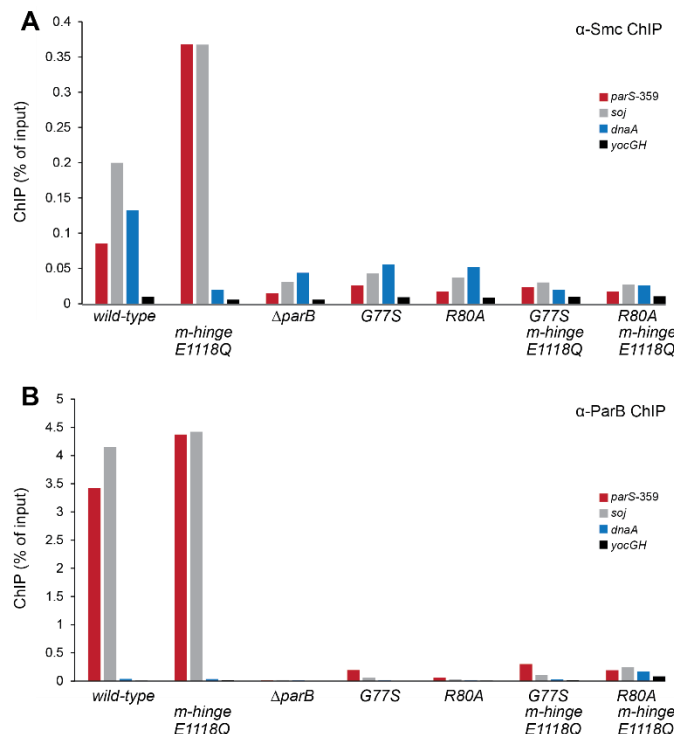 A
α-Smc ChIP
0.4
0.35
0.3
0.25
0.2
0.15
0.1
0.05
0
ChIP (% of input)
parS-359
soj
dnaA
yocGH
wild-type
m-hinge
E1118Q
ΔparB
G77S
R80A
G77S
m-hinge
E1118Q
R80A
m-hinge
E1118Q
B
α-ParB ChIP
5
4.5
4
3.5
3
2.5
2
1.5
1
0.5
0
ChIP (% of input)
parS-359
soj
dnaA
yocGH
wild-type
m-hinge
E1118Q
ΔparB
G77S
R80A
G77S
m-hinge
E1118Q
R80A
m-hinge
E1118Q